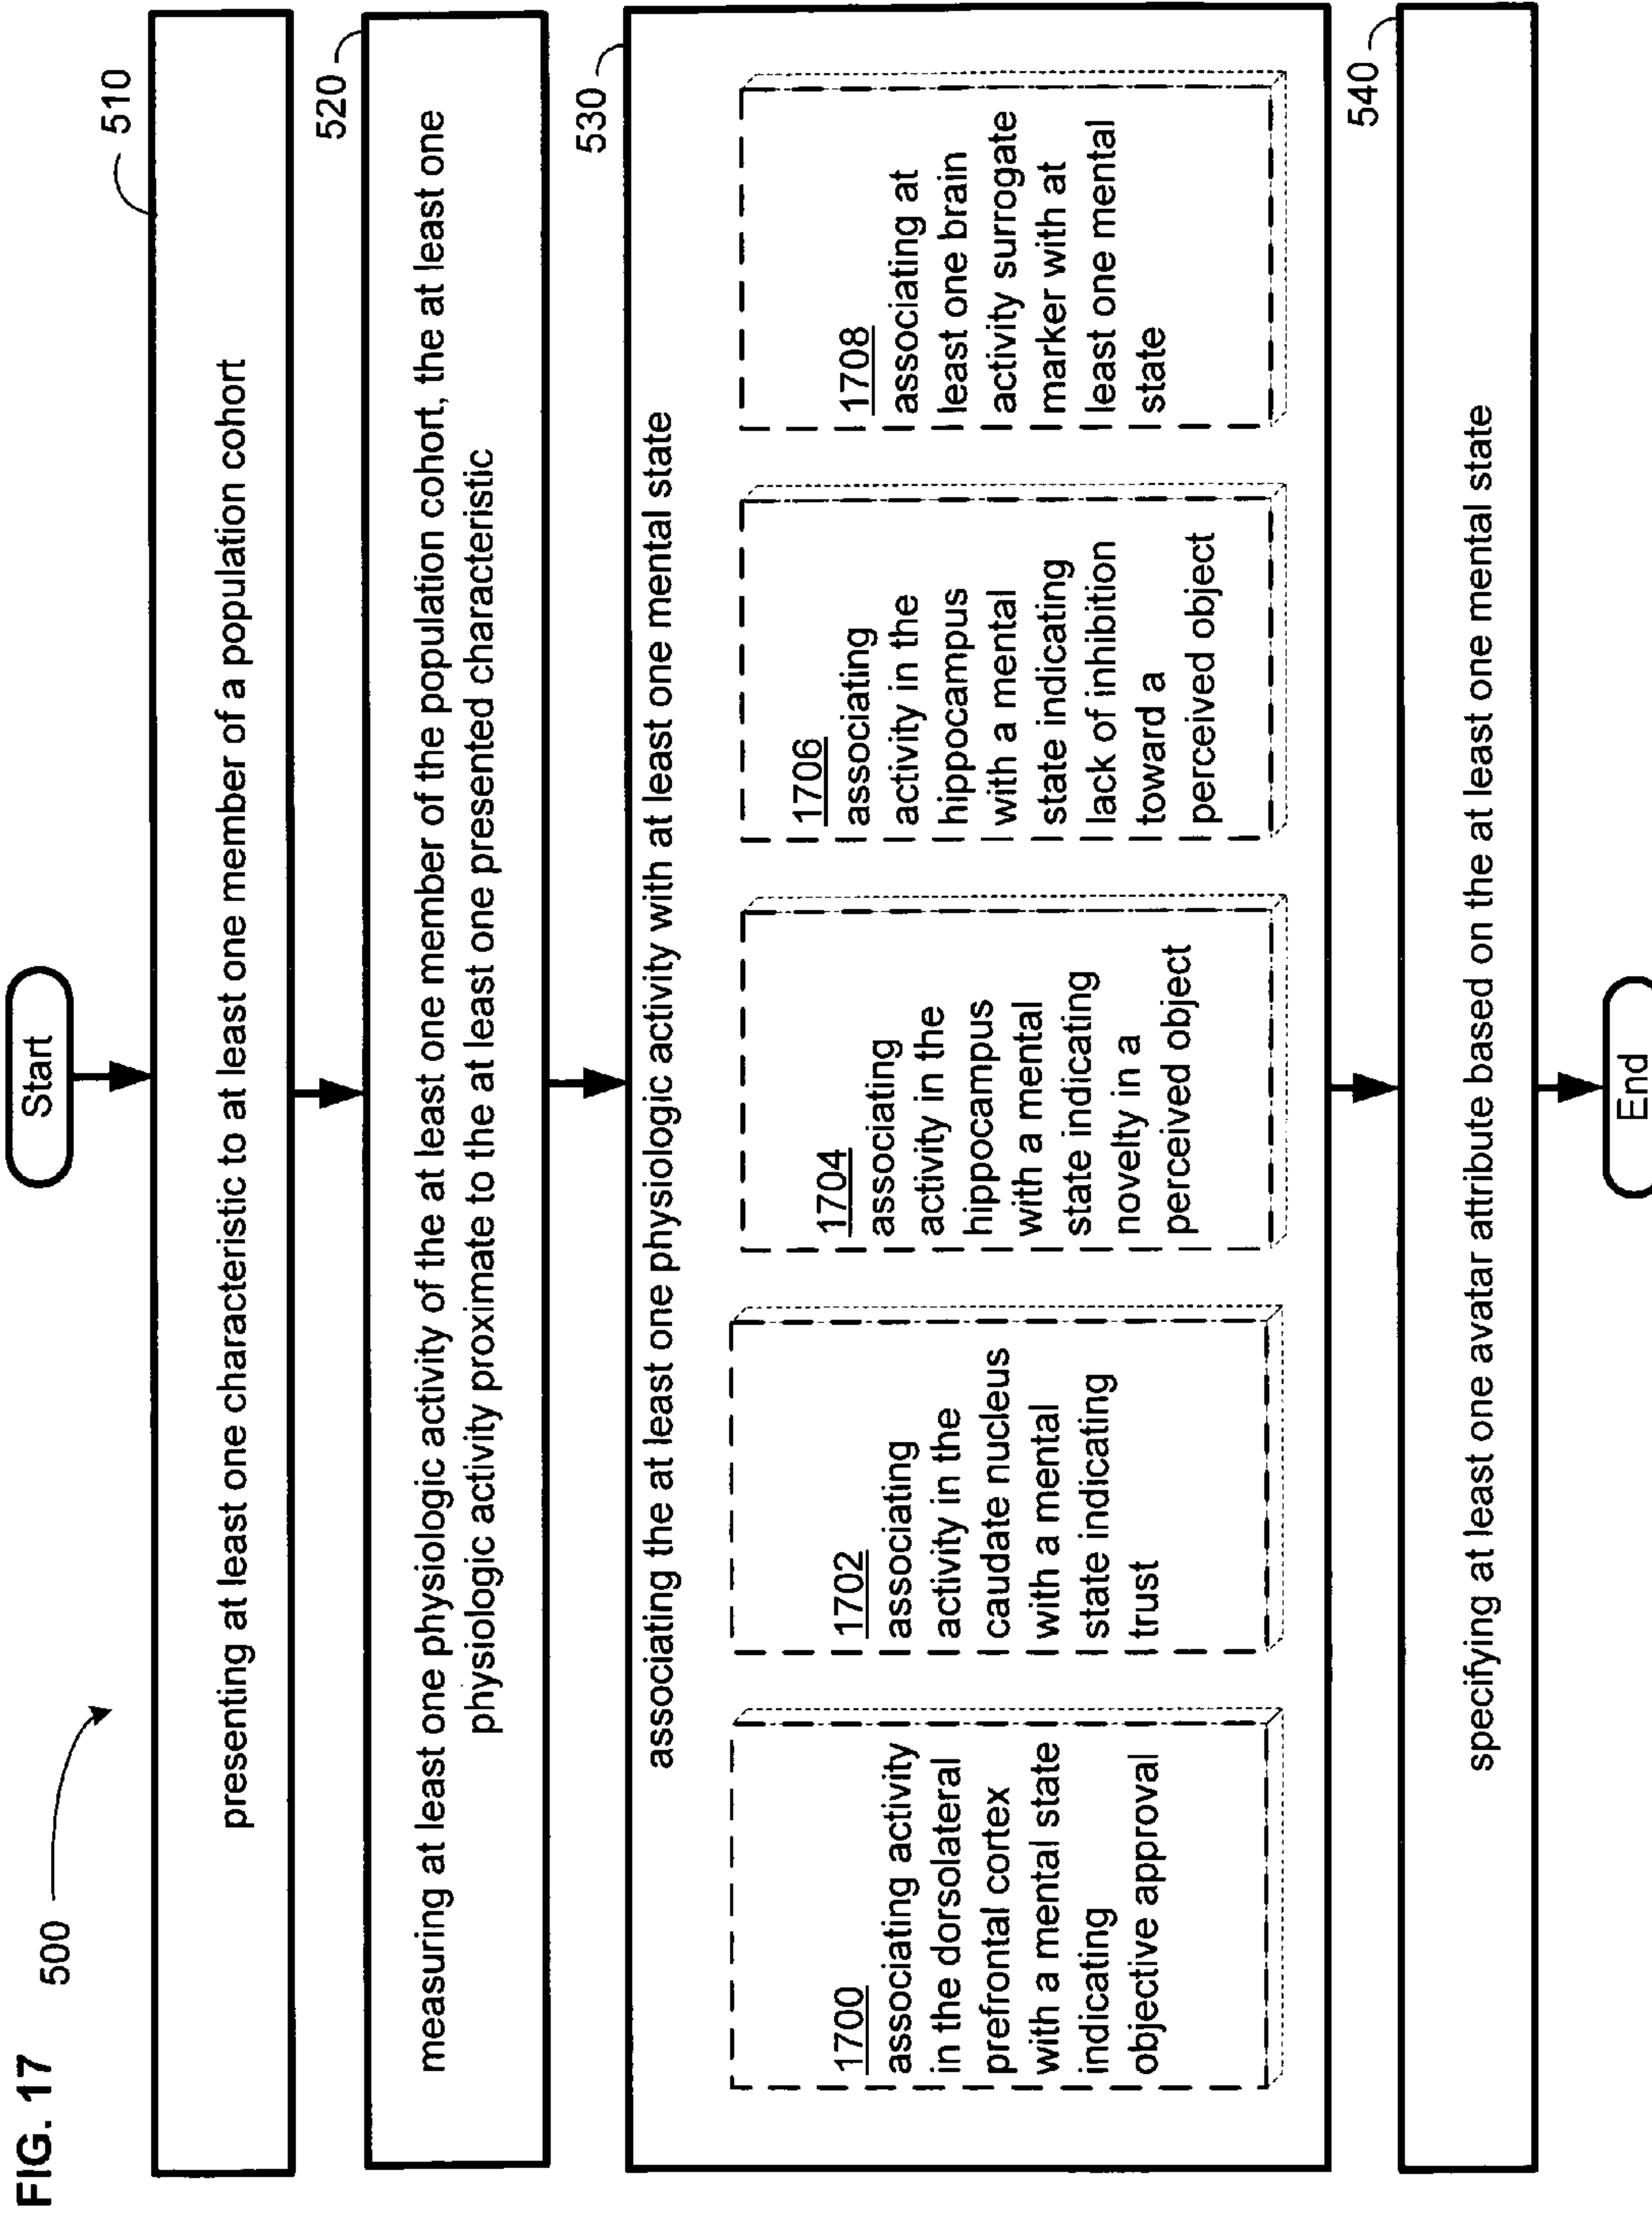 FIG. 17
500
Start
510
presenting at least one characteristic to at least one member of a population cohort
520
measuring at least one physiologic activity of the at least one member of the population cohort, the at least one
physiologic activity proximate to the at least one presented characteristic
530
associating the at least one physiologic activity with at least one mental state
1700
associating activity
in the dorsolateral
prefrontal cortex
with a mental state
indicating
objective approval
1702
associating
activity in the
caudate nucleus
with a mental
state indicating
trust
1704
associating
activity in the
hippocampus
with a mental
state indicating
novelty in a
perceived object
1706
associating
activity in the
hippocampus
with a mental
state indicating
lack of inhibition
toward a
perceived object
1708
associating at
least one brain
activity surrogate
marker with at
least one mental
state
540
specifying at least one avatar attribute based on the at least one mental state
End